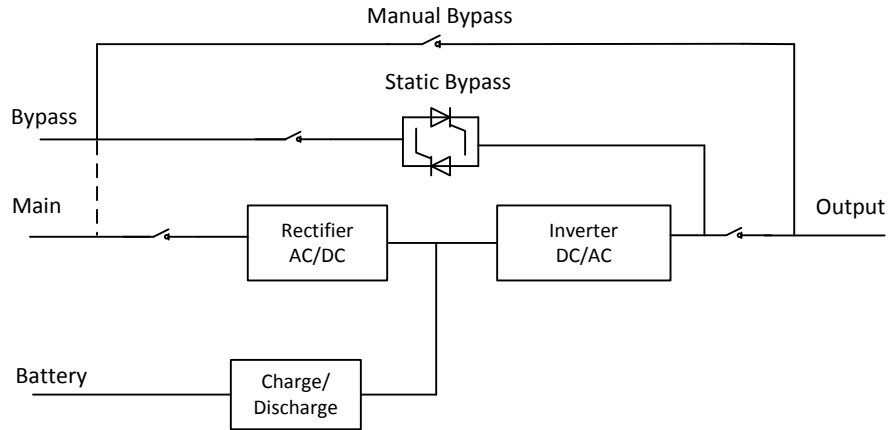 Manual Bypass
Static Bypass
Bypass
Main
Rectifier
AC/DC
Inverter
DC/AC
Output
Battery
Charge/
Discharge